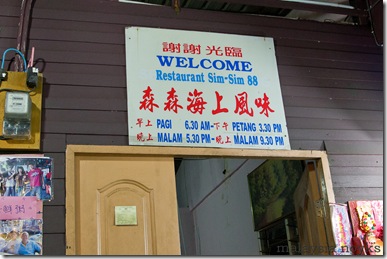 謝謝光臨
WELCOME
Restaurant Sim-Sim 88
森森海上風味
早上 PAGI 6.30 AM-下午 PETANG 3.30 PM
晚上 MALAM 5.30 PM-晚上 MALAM 9.30 PM